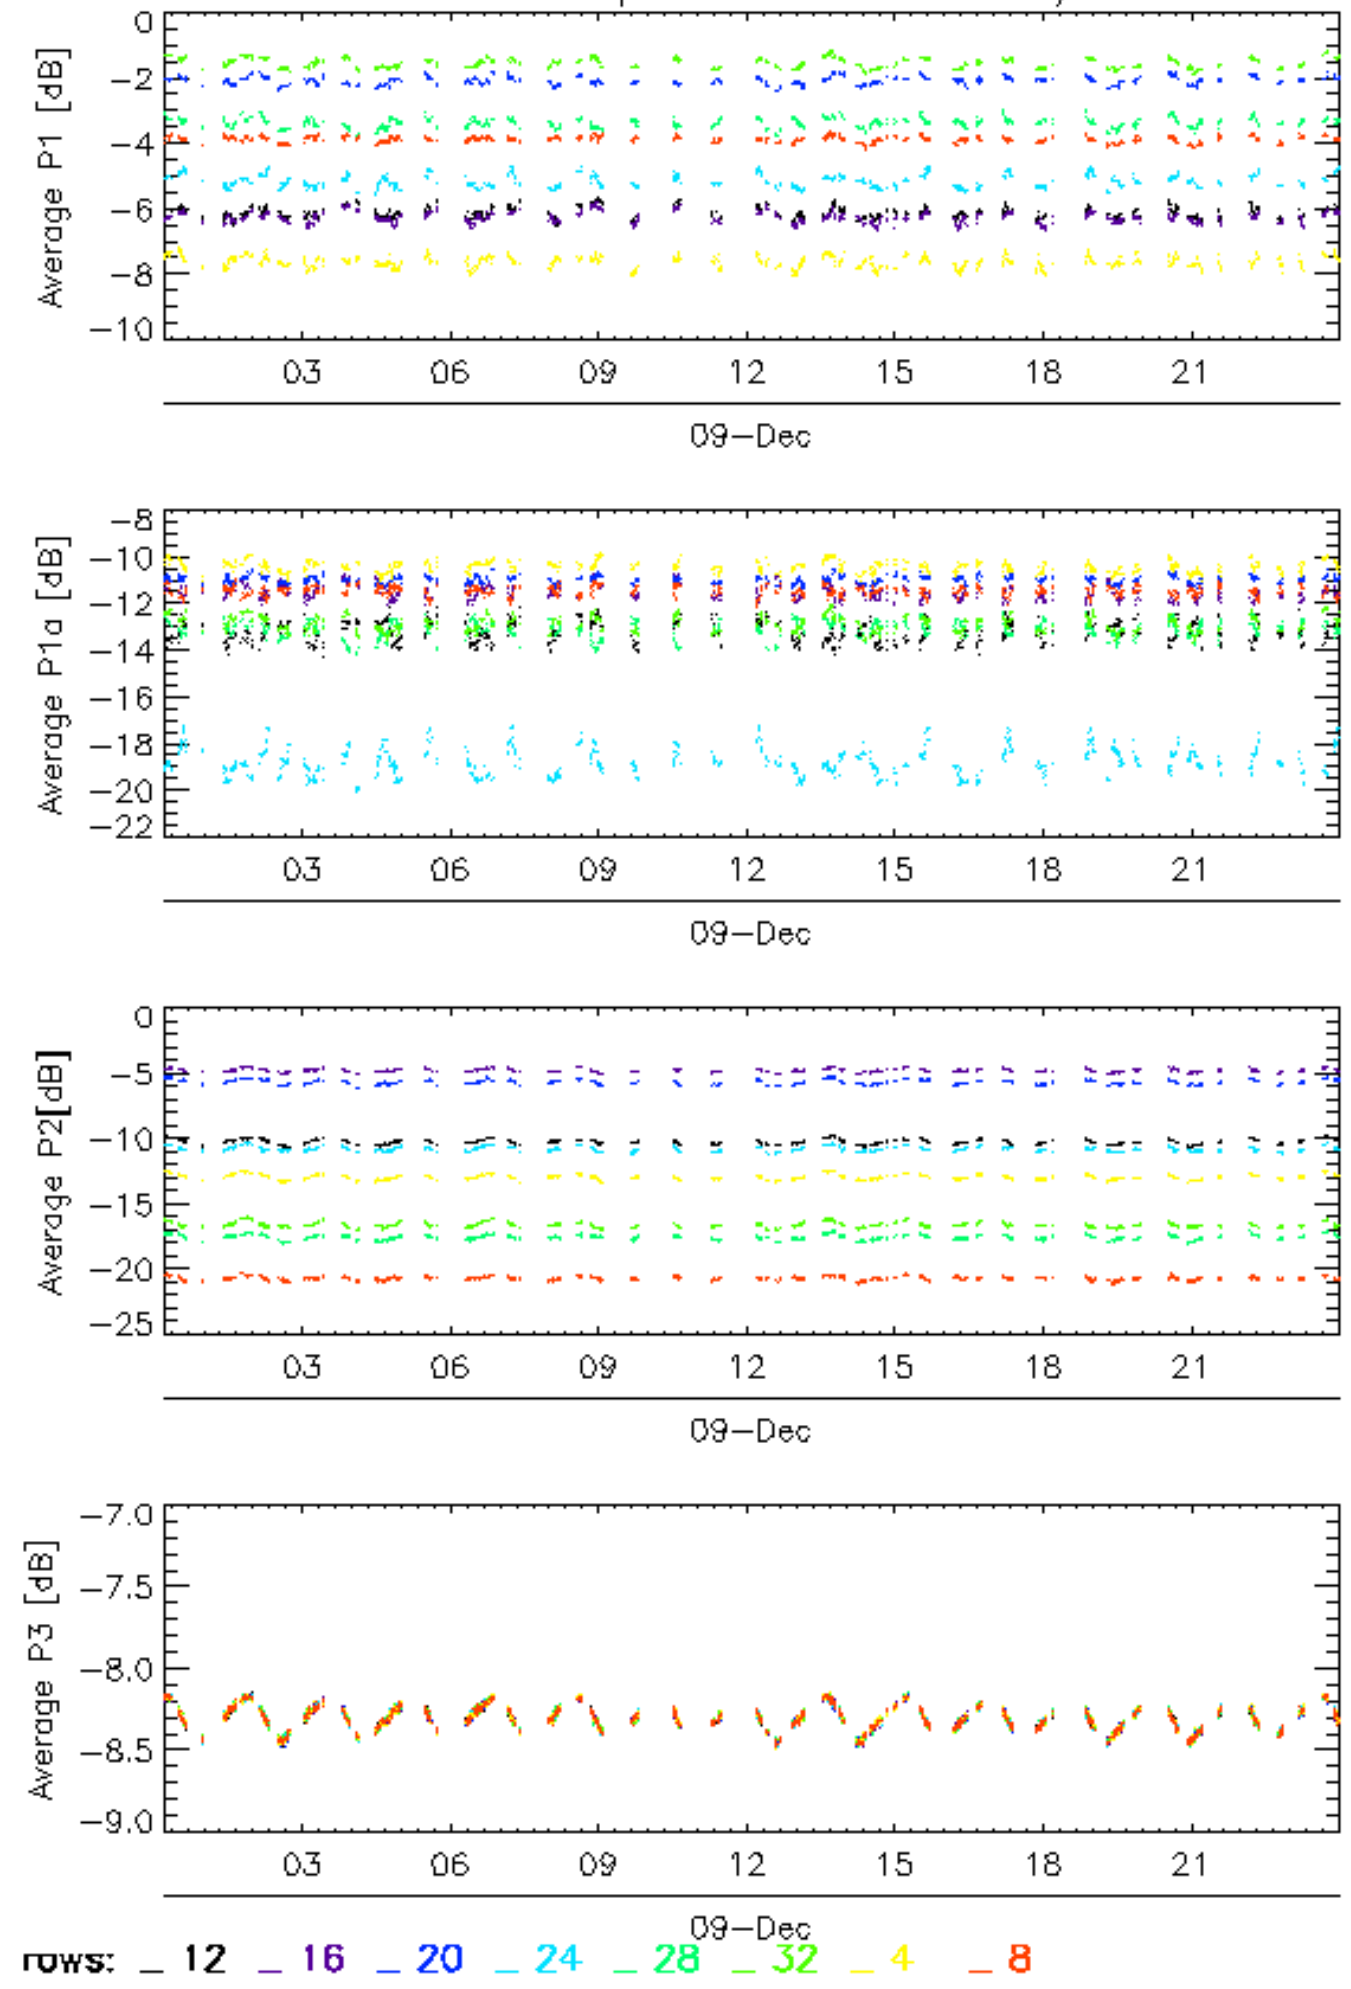 Average P1 [dB]
0
−2
−4
−6
−8
−10
03 06 09 12 15 18 21
09−Dec
Average P1a [dB]
−8
−10
−12
−14
−16
−18
−20
−22
03 06 09 12 15 18 21
09−Dec
Average P2[dB]
0
−5
−10
−15
−20
−25
03 06 09 12 15 18 21
09−Dec
Average P3 [dB]
−7.0
−7.5
−8.0
−8.5
−9.0
03 06 09 12 15 18 21
09−Dec
rows: _ 12 _ 16 _ 20 _ 24 _ 28 _ 32 _ 4 _ 8